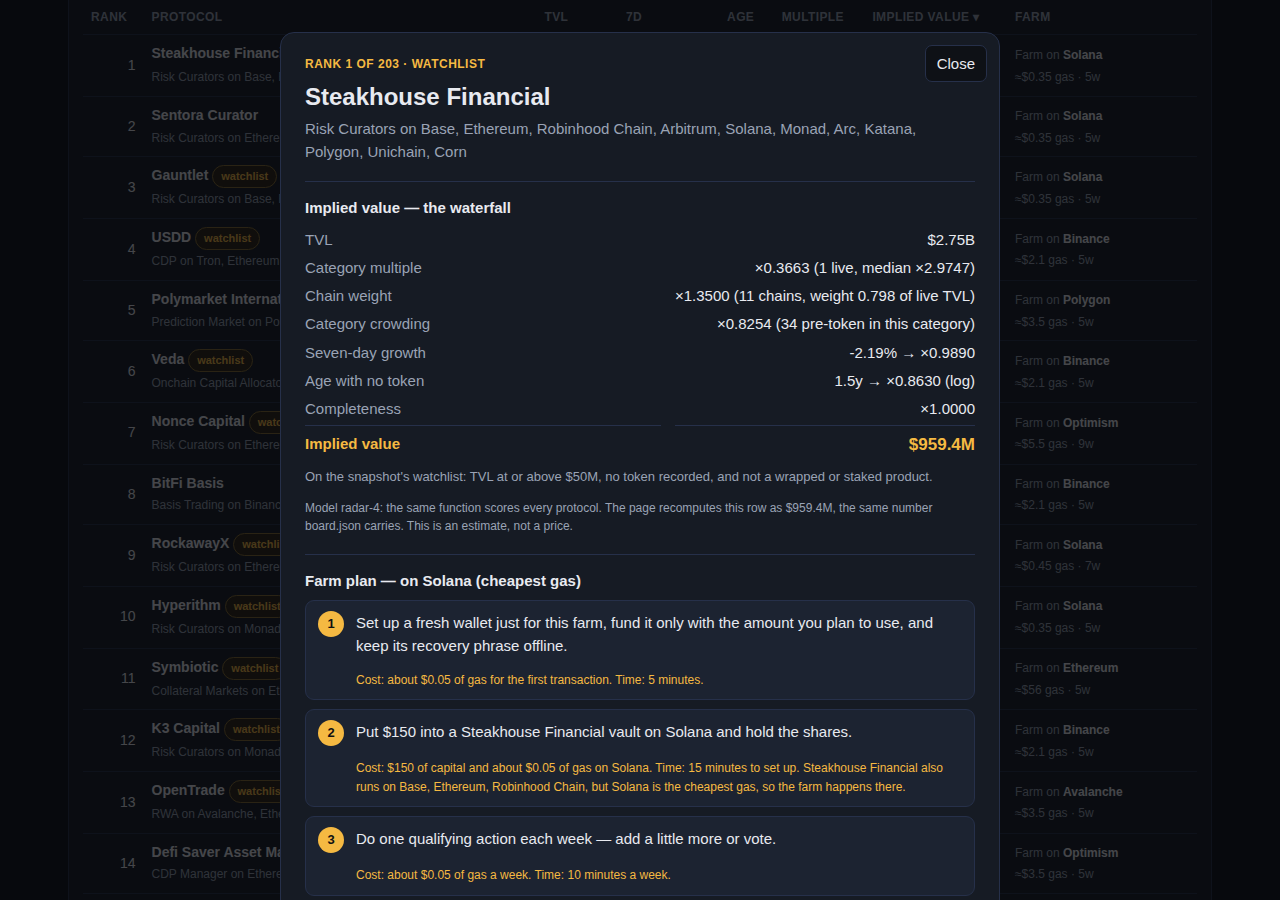 RANK PROTOCOL TVL 7D AGE MULTIPLE IMPLIED VALUE ▾ FARM
RANK 1 OF 203 · WATCHLIST
Close
Steakhouse Financial
Risk Curators on Base, Ethereum, Robinhood Chain, Arbitrum, Solana, Monad, Arc, Katana,
Polygon, Unichain, Corn
Implied value — the waterfall
TVL $2.75B
Category multiple ×0.3663 (1 live, median ×2.9747)
Chain weight ×1.3500 (11 chains, weight 0.798 of live TVL)
Category crowding ×0.8254 (34 pre-token in this category)
Seven-day growth -2.19% → ×0.9890
Age with no token 1.5y → ×0.8630 (log)
Completeness ×1.0000
Implied value $959.4M
On the snapshot's watchlist: TVL at or above $50M, no token recorded, and not a wrapped or staked product.
Model radar-4: the same function scores every protocol. The page recomputes this row as $959.4M, the same number
board.json carries. This is an estimate, not a price.
Farm plan — on Solana (cheapest gas)
1 Set up a fresh wallet just for this farm, fund it only with the amount you plan to use, and
keep its recovery phrase offline.
Cost: about $0.05 of gas for the first transaction. Time: 5 minutes.
2 Put $150 into a Steakhouse Financial vault on Solana and hold the shares.
Cost: $150 of capital and about $0.05 of gas on Solana. Time: 15 minutes to set up. Steakhouse Financial also
runs on Base, Ethereum, Robinhood Chain, but Solana is the cheapest gas, so the farm happens there.
3 Do one qualifying action each week — add a little more or vote.
Cost: about $0.05 of gas a week. Time: 10 minutes a week.
1 Steakhouse Financ Farm on Solana
Risk Curators on Base, ≈$0.35 gas · 5w
2 Sentora Curator Farm on Solana
Risk Curators on Ethere ≈$0.35 gas · 5w
3 Gauntlet watchlist Farm on Solana
Risk Curators on Base, ≈$0.35 gas · 5w
4 USDD watchlist Farm on Binance
CDP on Tron, Ethereum ≈$2.1 gas · 5w
5 Polymarket Internat Farm on Polygon
Prediction Market on Po ≈$3.5 gas · 5w
6 Veda watchlist Farm on Binance
Onchain Capital Allocato ≈$2.1 gas · 5w
7 Nonce Capital watc Farm on Optimism
Risk Curators on Ethere ≈$5.5 gas · 9w
8 BitFi Basis Farm on Binance
Basis Trading on Binanc ≈$2.1 gas · 5w
9 RockawayX watchli Farm on Solana
Risk Curators on Ethere ≈$0.45 gas · 7w
10 Hyperithm watchlist Farm on Solana
Risk Curators on Monad ≈$0.35 gas · 5w
11 Symbiotic watchlist Farm on Ethereum
Collateral Markets on Et ≈$56 gas · 5w
12 K3 Capital watchlist Farm on Binance
Risk Curators on Monad ≈$2.1 gas · 5w
13 OpenTrade watchlis Farm on Avalanche
RWA on Avalanche, Ethe ≈$3.5 gas · 5w
14 Defi Saver Asset Ma Farm on Optimism
CDP Manager on Ethere ≈$3.5 gas · 5w